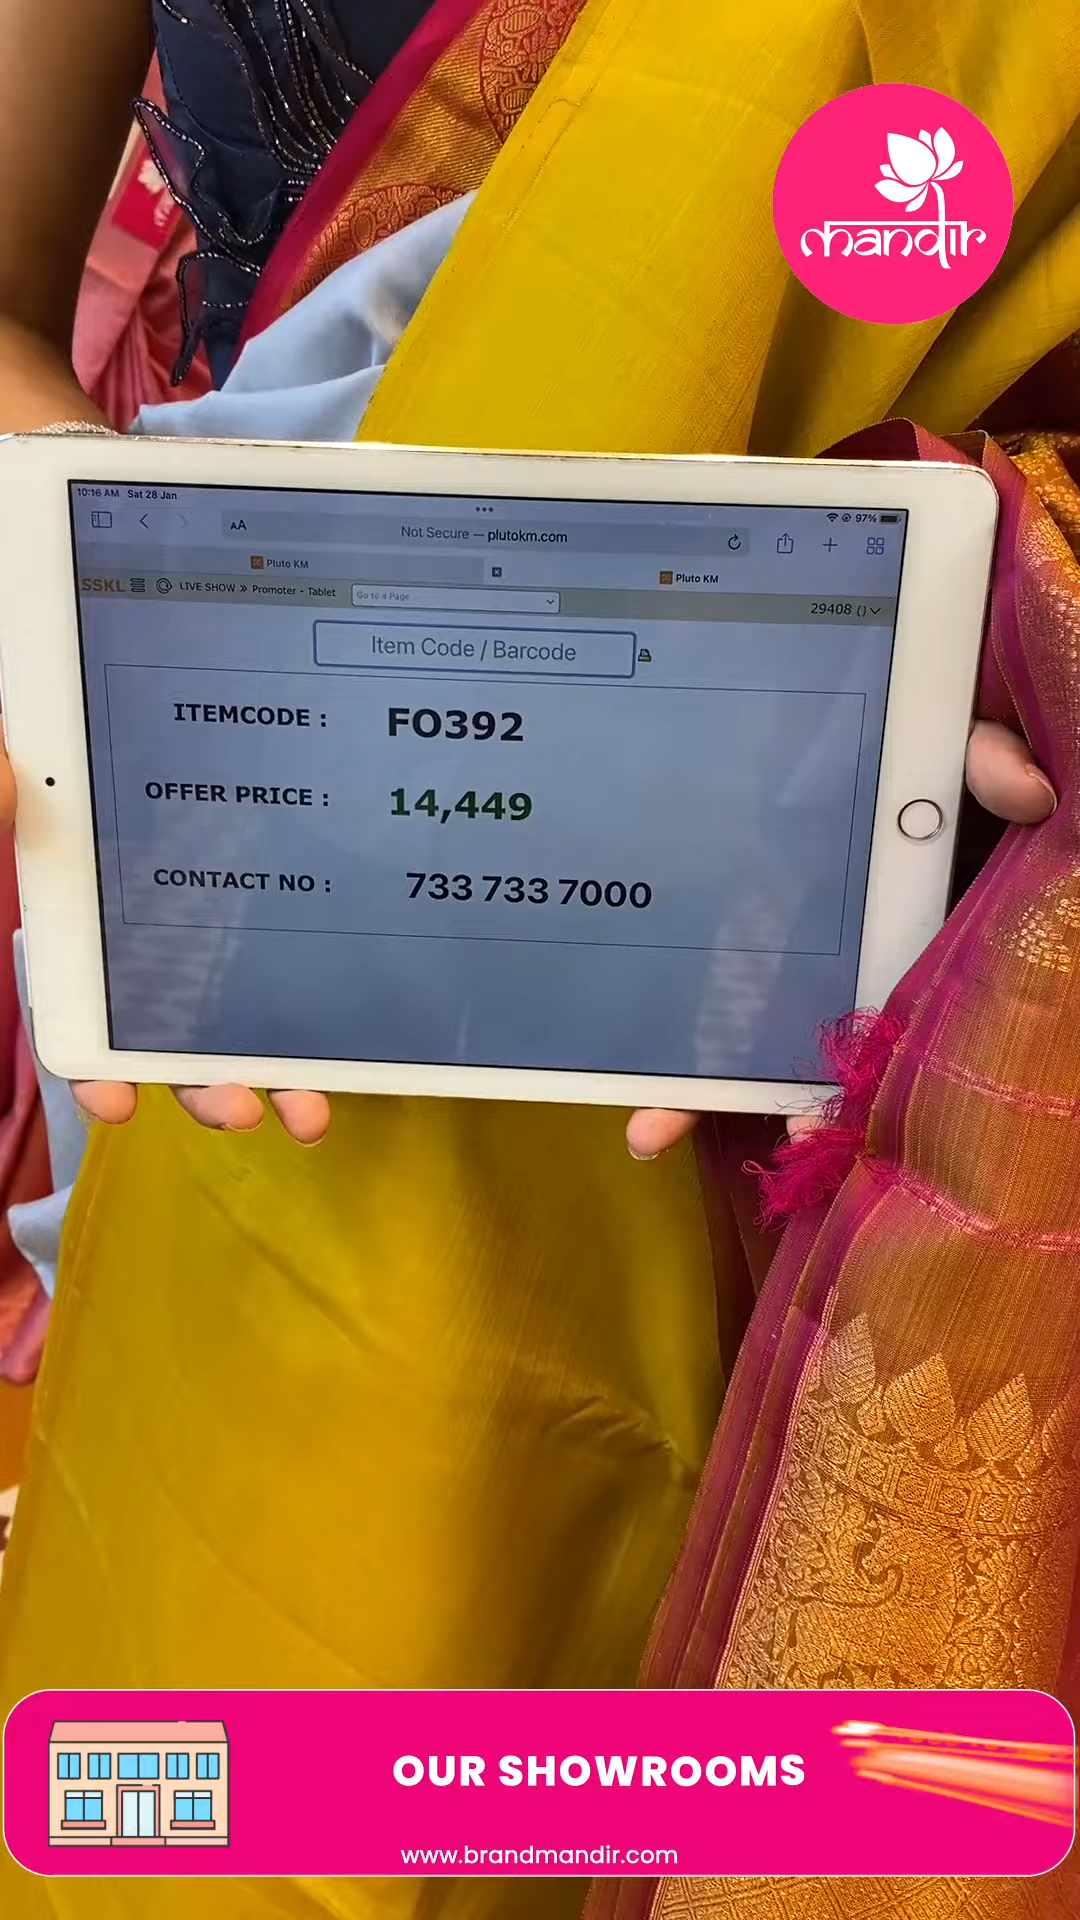 mandir
10:16 AM Sat 28 Jan
97%
AA
Not Secure — plutokm.com
Pluto KM
Pluto KM
SSKL
LIVE SHOW » Promoter - Tablet
Go to a Page
29408 ()
Item Code / Barcode
ITEMCODE : FO392
OFFER PRICE : 14,449
CONTACT NO : 733 733 7000
OUR SHOWROOMS
www.brandmandir.com